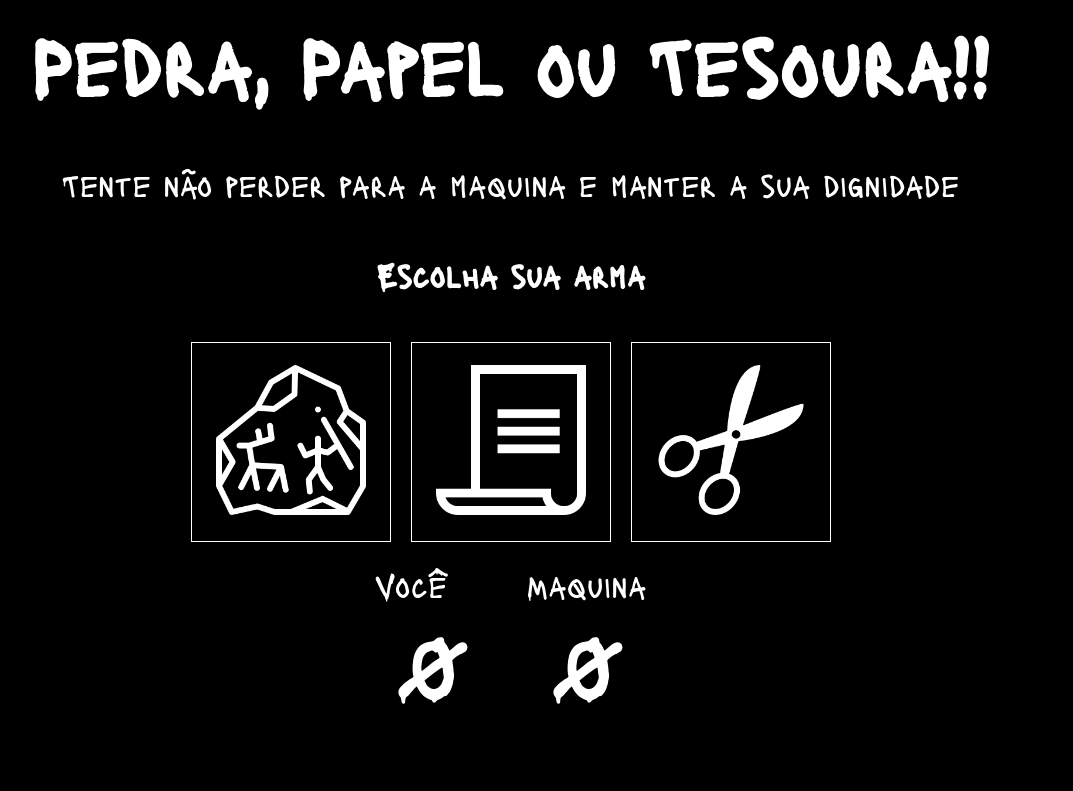 PEDRA, PAPEL OU TESOURA!!
TENTE NÃO PERDER PARA A MAQUINA E MANTER A SUA DIGNIDADE
ESCOLHA SUA ARMA
VOCÊ MAQUINA
0 0